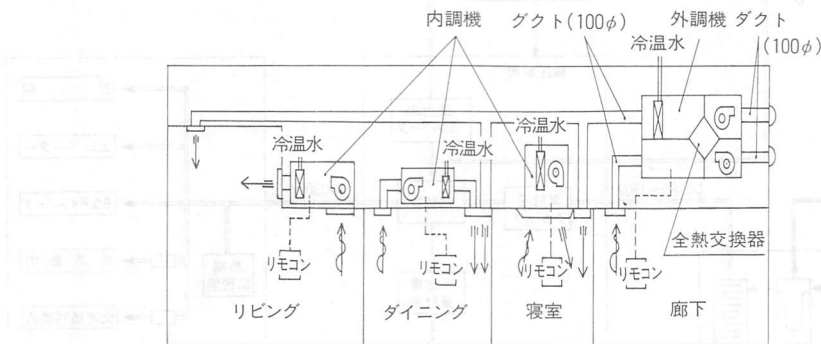 内調機
グクト(100φ)
外調機
ダクト
(100φ)
冷温水
冷温水
冷温水
冷温水
全熱交換器
リモコン
リモコン
リモコン
リモコン
リビング
ダイニング
寝室
廊下